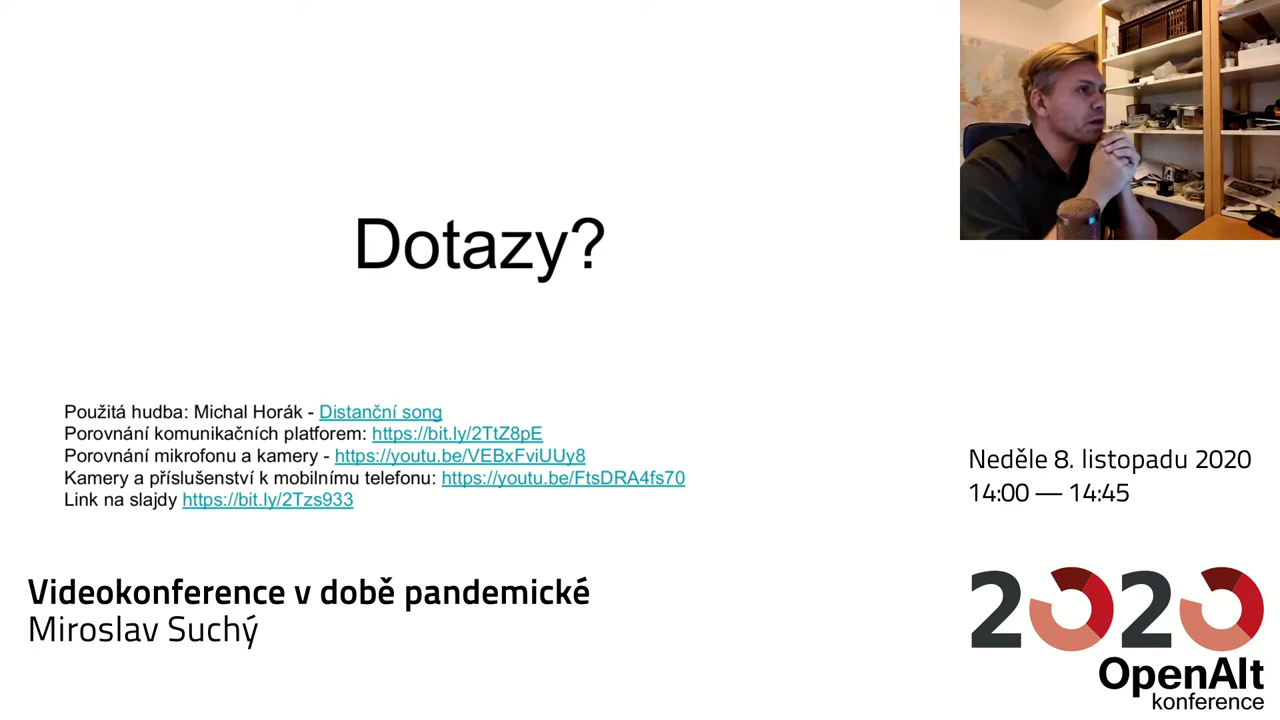 Dotazy?
Použitá hudba: Michal Horák - Distanční song
Porovnání komunikačních platforem: https://bit.ly/2TtZ8pE
Porovnání mikrofonu a kamery - https://youtu.be/VEBxFviUUy8
Kamery a příslušenství k mobilnímu telefonu: https://youtu.be/FtsDRA4fs70
Link na slajdy https://bit.ly/2Tzs933
Neděle 8. listopadu 2020
14:00 — 14:45
Videokonference v době pandemické
Miroslav Suchý
2020
OpenAlt
konference